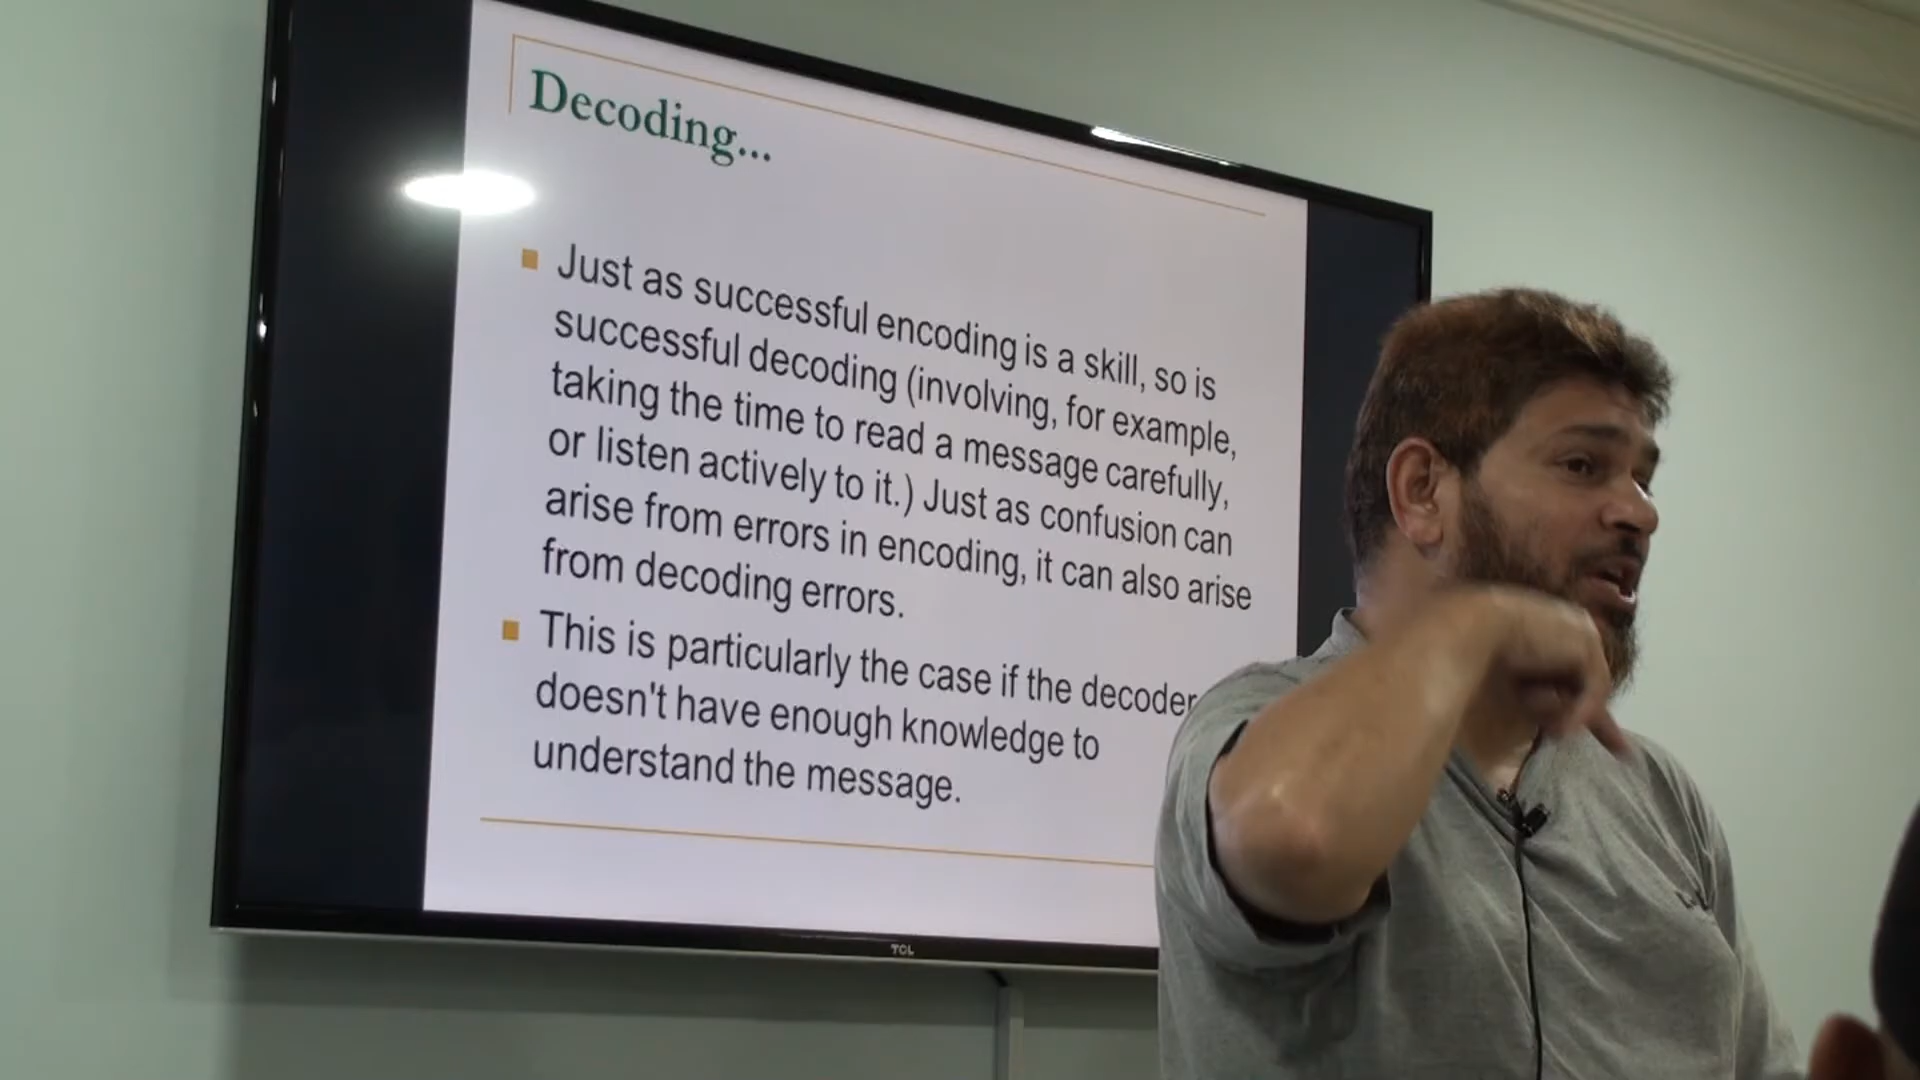 Decoding...
Just as successful encoding is a skill, so is
successful decoding (involving, for example,
taking the time to read a message carefully,
or listen actively to it.) Just as confusion can
arise from errors in encoding, it can also arise
from decoding errors.
This is particularly the case if the decoder
doesn't have enough knowledge to
understand the message.
TCL